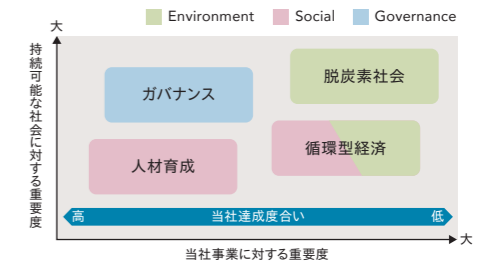 Environment Social Governance
大
持続可能な社会に対する重要度
脱炭素社会
ガバナンス
循環型経済
人材育成
高 当社達成度合い 低
大
当社事業に対する重要度